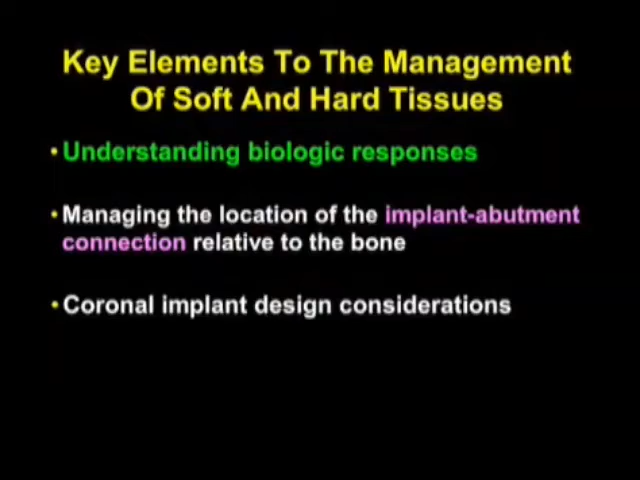 Key Elements To The Management
Of Soft And Hard Tissues
• Understanding biologic responses
• Managing the location of the implant-abutment
connection relative to the bone
• Coronal implant design considerations